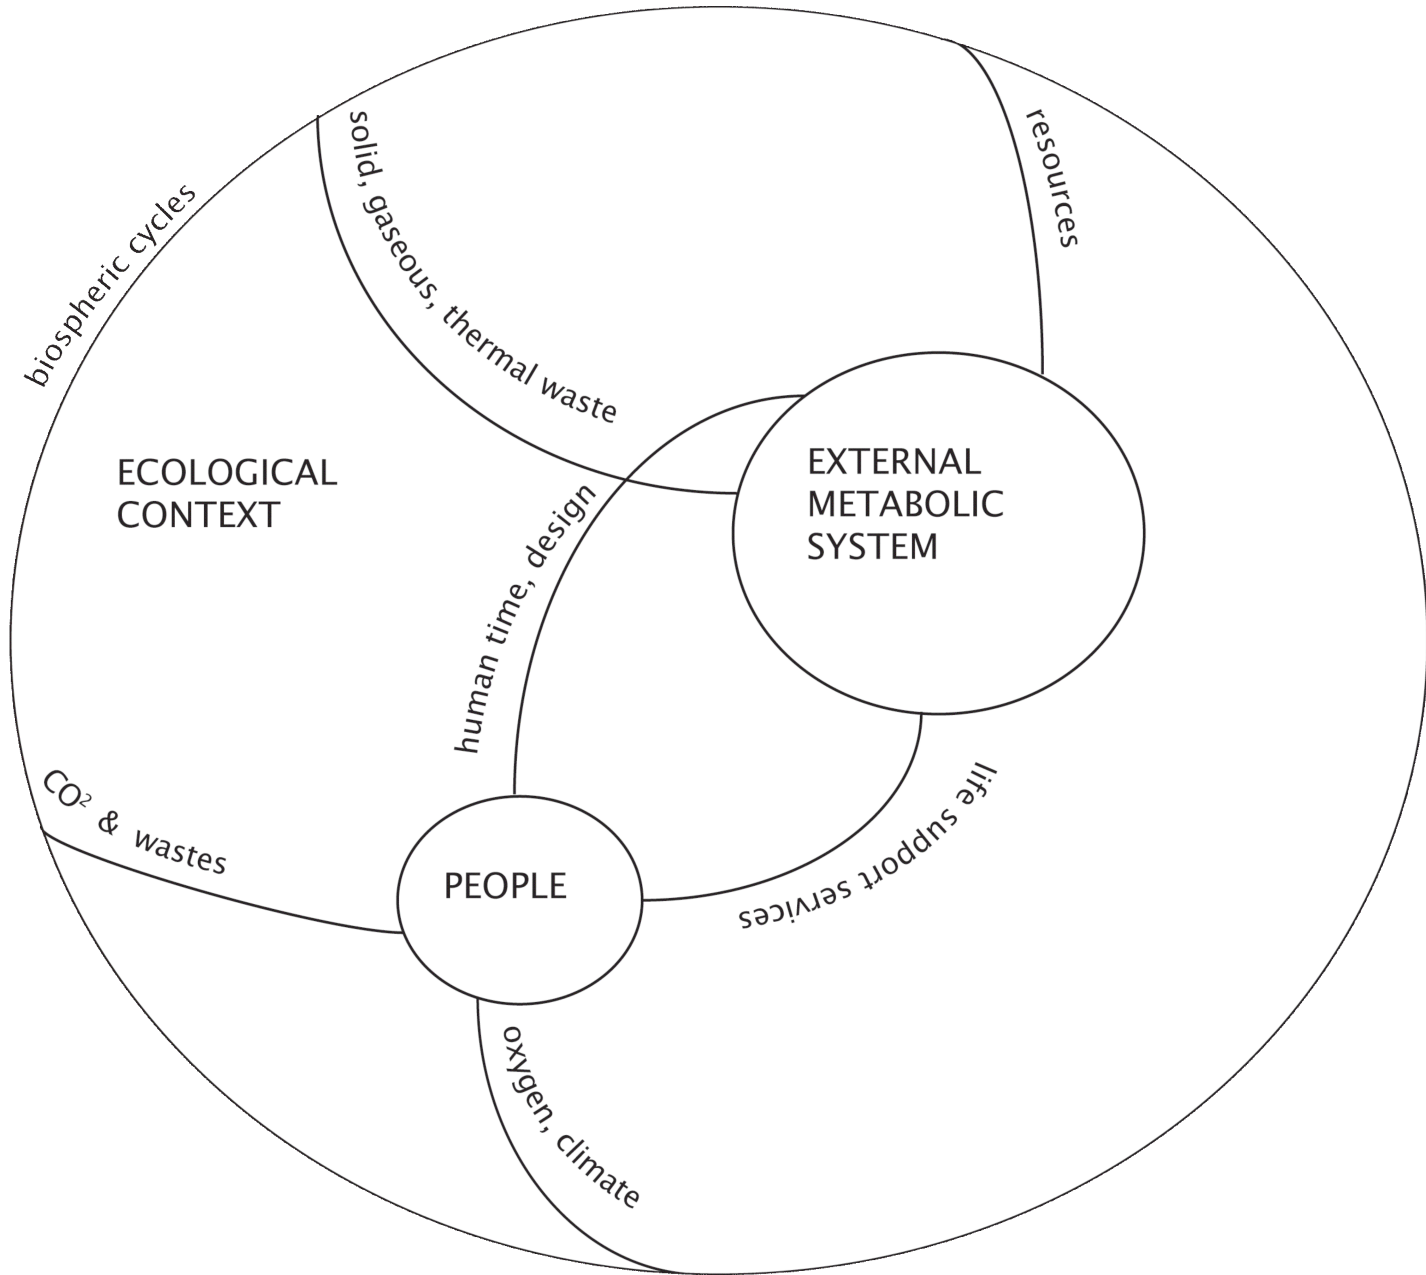 resources
solid, gaseous, thermal waste
biospheric cycles
ECOLOGICAL
CONTEXT
EXTERNAL
METABOLIC
SYSTEM
human time, design
life support services
CO² & wastes
PEOPLE
oxygen, climate